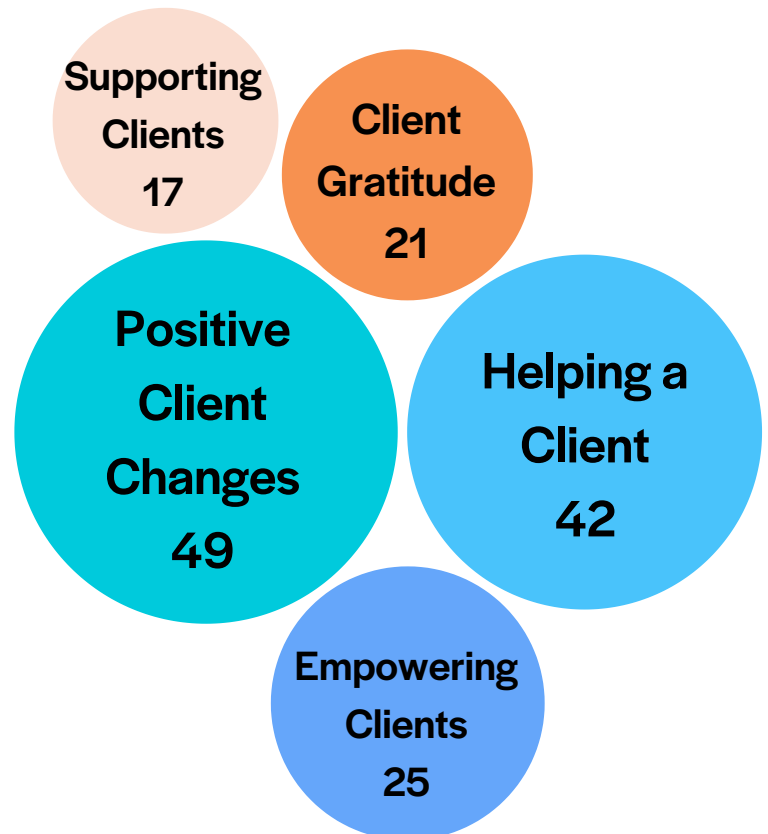 Supporting
Clients
17
Client
Gratitude
21
Positive
Client
Changes
49
Helping a
Client
42
Empowering
Clients
25